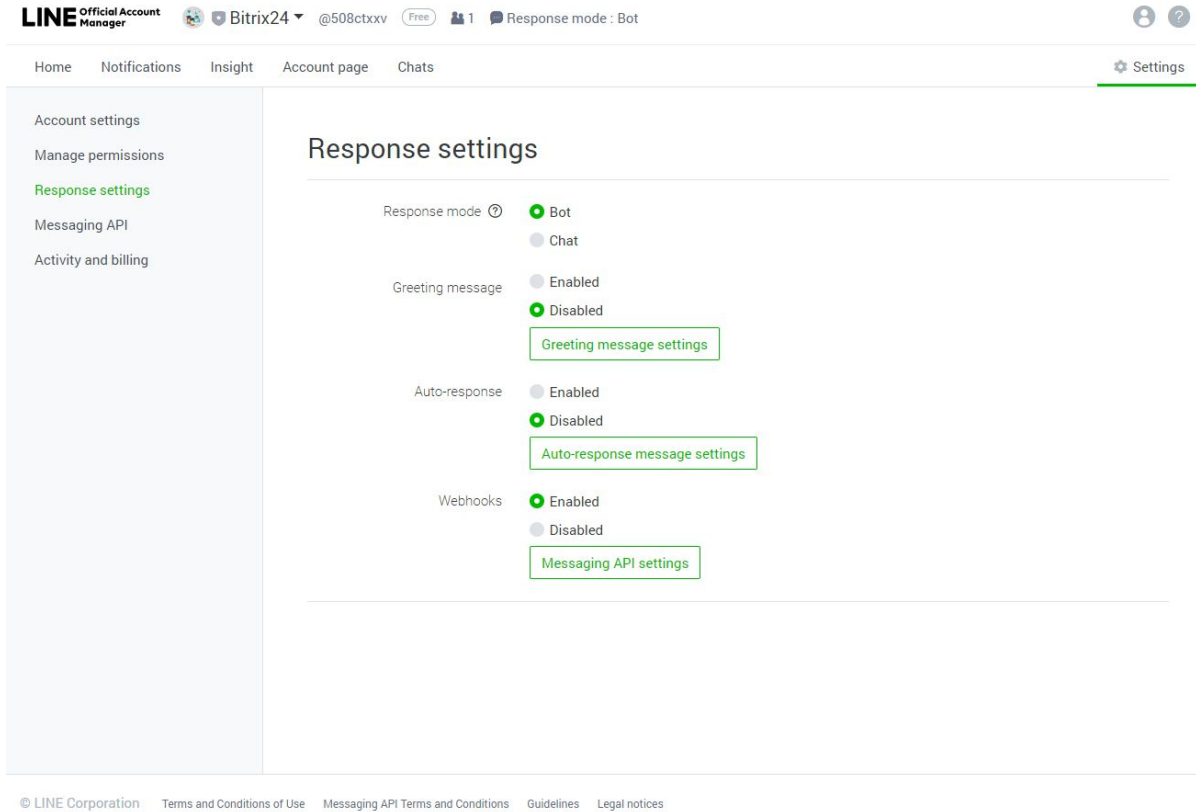 LINE Official Account Manager Bitrix24 @508ctxxv Free 1 Response mode : Bot
Home Notifications Insight Account page Chats Settings
Account settings
Manage permissions
Response settings
Messaging API
Activity and billing
Response settings
Response mode Bot
Chat
Greeting message Enabled
Disabled
Greeting message settings
Auto-response Enabled
Disabled
Auto-response message settings
Webhooks Enabled
Disabled
Messaging API settings
© LINE Corporation Terms and Conditions of Use Messaging API Terms and Conditions Guidelines Legal notices